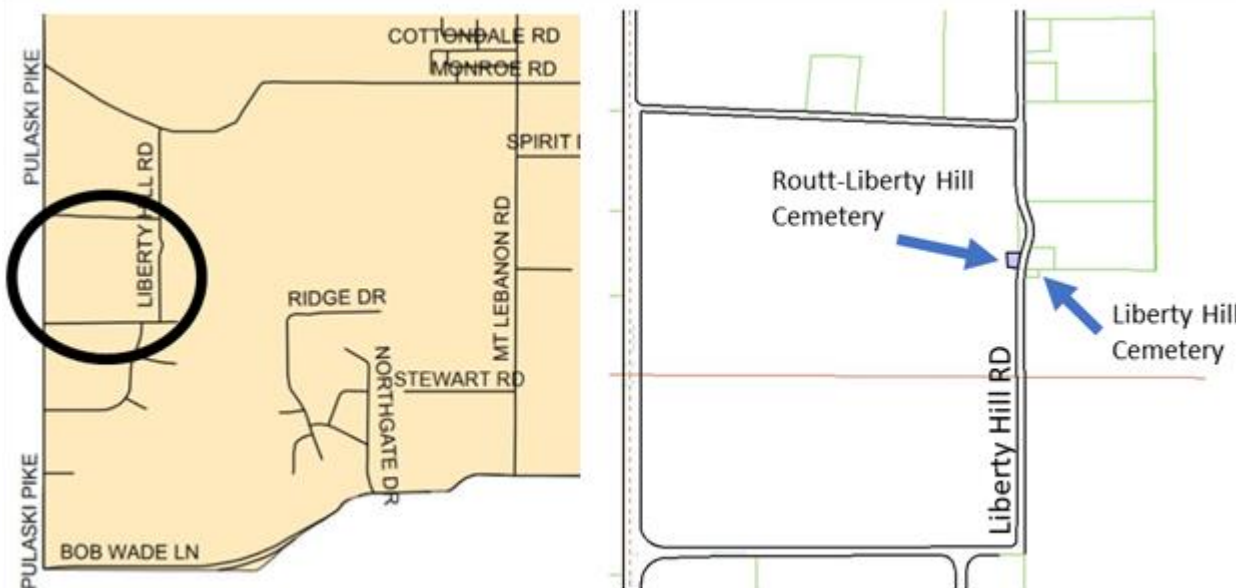 COTTONDALE RD
MONROE RD
PULASKI PIKE
SPIRIT D
LIBERTY HILL RD
MT LEBANON RD
RIDGE DR
NORTHGATE DR
STEWART RD
PULASKI PIKE
BOB WADE LN
Routt-Liberty Hill
Cemetery
Liberty Hill
Cemetery
Liberty Hill RD